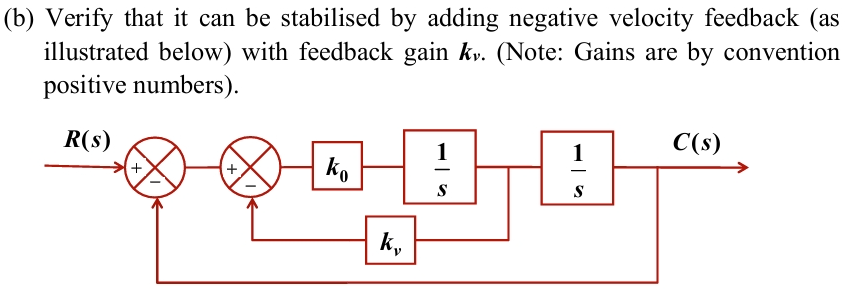 (b) Verify that it can be stabilised by adding negative velocity feedback (as
illustrated below) with feedback gain kv. (Note: Gains are by convention
positive numbers).
R(s)
C(s)
+
−
+
−
k0
1
s
1
s
kv